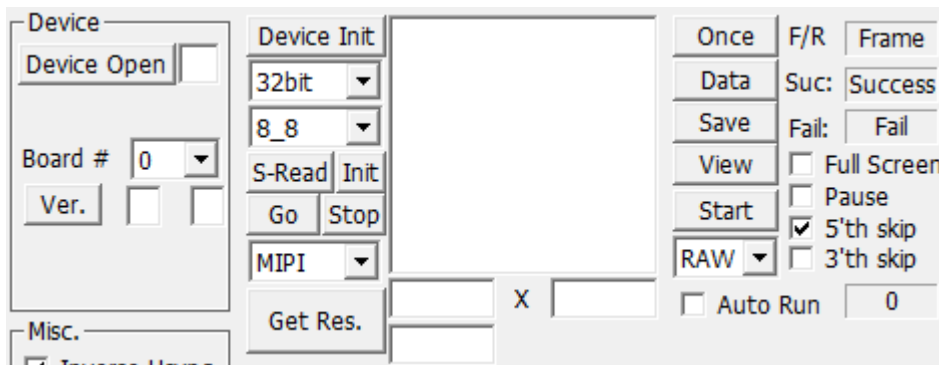 Device
Device Open
Board # 0
Ver.
Misc.
Device Init
32bit
8_8
S-Read Init
Go Stop
MIPI
Get Res.
X
Once
Data
Save
View
Start
RAW
F/R Frame
Suc: Success
Fail: Fail
Full Screen
Pause
5'th skip
3'th skip
Auto Run 0